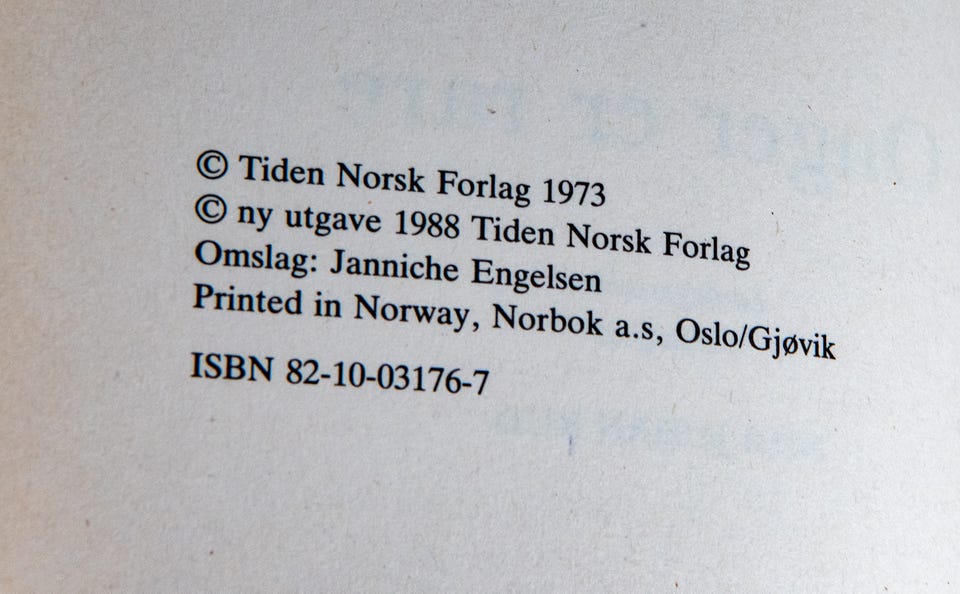 © Tiden Norsk Forlag 1973
© ny utgave 1988 Tiden Norsk Forlag
Omslag: Janniche Engelsen
Printed in Norway, Norbok a.s, Oslo/Gjøvik
ISBN 82-10-03176-7